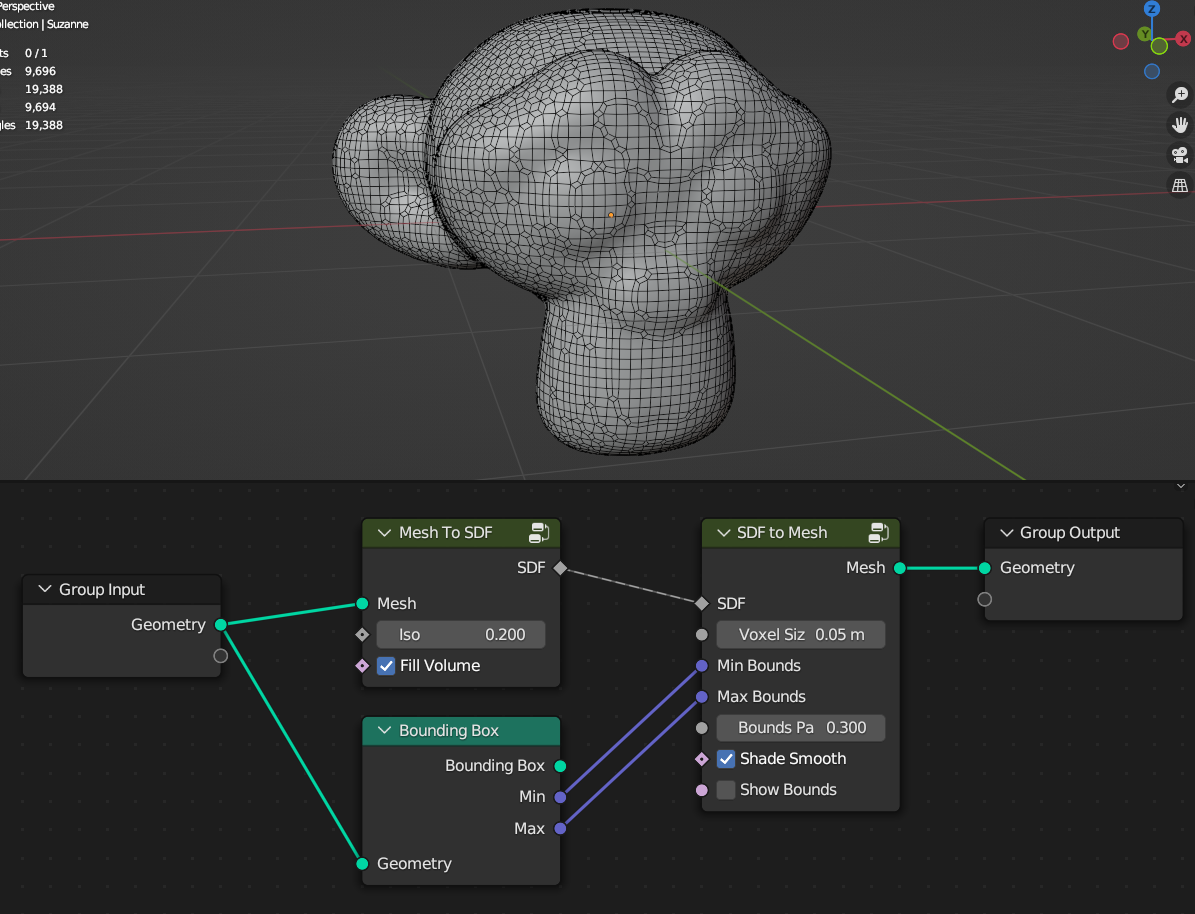 Perspective
ollection | Suzanne
ts 0 / 1
es 9,696
19,388
9,694
gles 19,388
Z
Y
X
Group Input
Geometry
Mesh To SDF
SDF
Mesh
Iso 0.200
Fill Volume
Bounding Box
Bounding Box
Min
Max
Geometry
SDF to Mesh
Mesh
SDF
Voxel Siz 0.05 m
Min Bounds
Max Bounds
Bounds Pa 0.300
Shade Smooth
Show Bounds
Group Output
Geometry